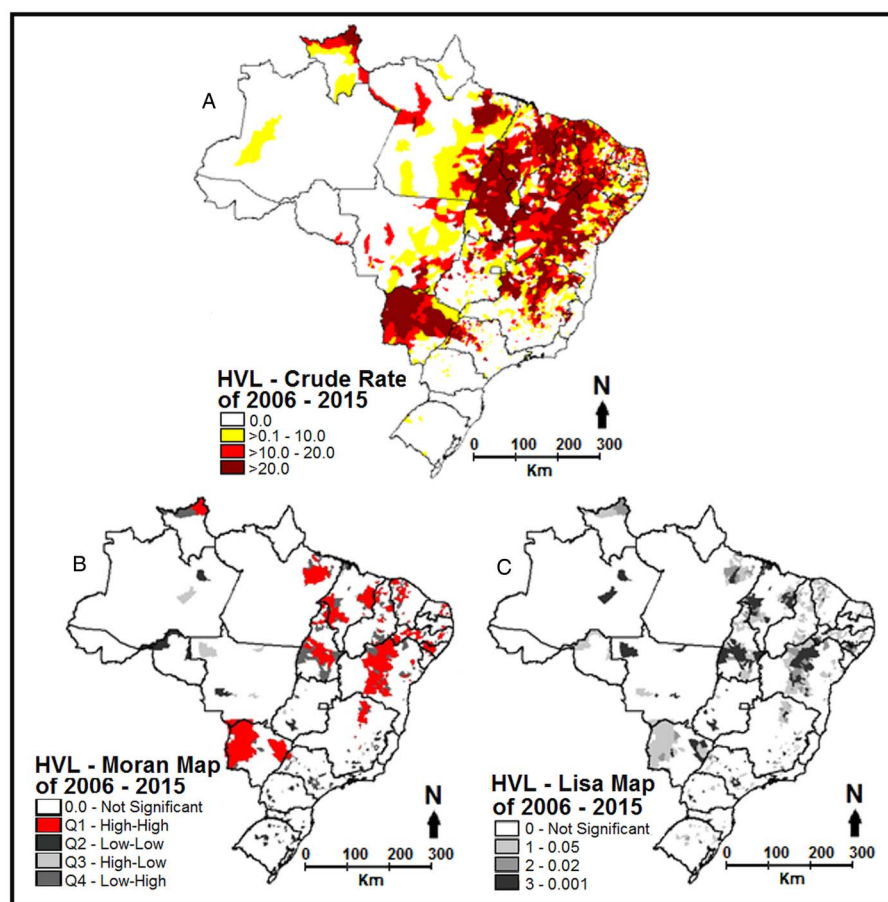 A
HVL - Crude Rate
of 2006 - 2015
0.0
>0.1 - 10.0
>10.0 - 20.0
>20.0
N
0 100 200 300
Km
B
HVL - Moran Map
of 2006 - 2015
0.0 - Not Significant
Q1 - High-High
Q2 - Low-Low
Q3 - High-Low
Q4 - Low-High
N
0 100 200 300
Km
C
HVL - Lisa Map
of 2006 - 2015
0 - Not Significant
1 - 0.05
2 - 0.02
3 - 0.001
N
0 100 200 300
Km